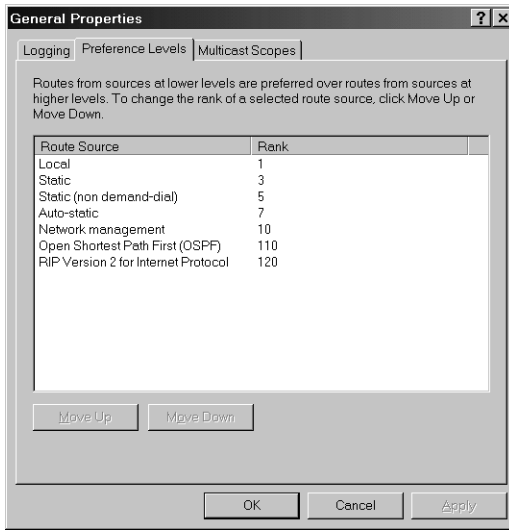 General Properties
Logging
Preference Levels
Multicast Scopes
Routes from sources at lower levels are preferred over routes from sources at
higher levels. To change the rank of a selected route source, click Move Up or
Move Down.
Route Source Rank
Local 1
Static 3
Static (non demand-dial) 5
Auto-static 7
Network management 10
Open Shortest Path First (OSPF) 110
RIP Version 2 for Internet Protocol 120
Move Up
Move Down
OK
Cancel
Apply